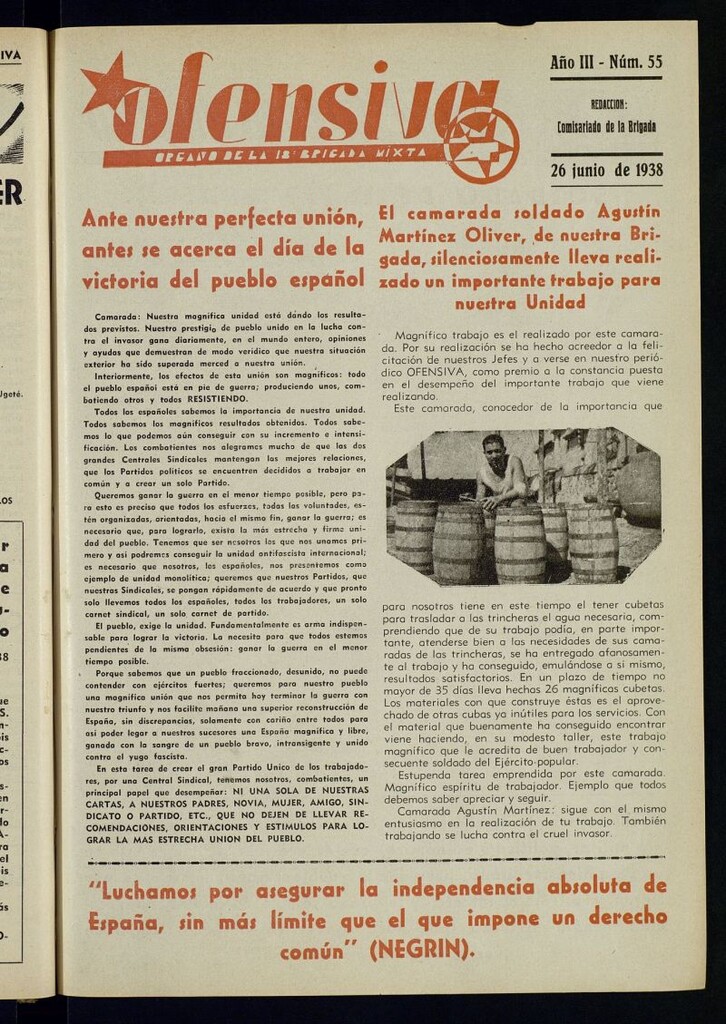 ofensiva
ORGANO DE LA 18ª BRIGADA MIXTA
Año III - Núm. 55
REDACCION:
Comisariado de la Brigada
26 junio de 1938
Ante nuestra perfecta unión,
antes se acerca el día de la
victoria del pueblo español
Camarada: Nuestra magnífica unidad está dándo los resulta-
dos previstos. Nuestro prestigio de pueblo unido en la lucha con-
tra el invasor gana diariamente, en el mundo entero, opiniones
y ayudas que demuestran de modo verídico que nuestra situación
exterior ha sido superada merced a nuestra unión.
Interiormente, los efectos de esta unión son magníficos: todo
el pueblo español está en pie de guerra; produciendo unos, com-
batiendo otros y todos RESISTIENDO.
Todos los españoles sabemos la importancia de nuestra unidad.
Todos sabemos los magníficos resultados obtenidos. Todos sabe-
mos lo que podemos aún conseguir con su incremento e intensi-
ficación. Los combatientes nos alegramos mucho de que las dos
grandes Centrales Sindicales mantengan las mejores relaciones,
que los Partidos políticos se encuentren decididos a trabajar en
común y a crear un solo Partido.
Queremos ganar la guerra en el menor tiempo posible, pero pa-
ra esto es preciso que todos los esfuerzos, todas las voluntades, es-
tén organizadas, orientadas, hacia el mismo fin, ganar la guerra; es
necesario que, para lograrlo, exista la más estrecha y firme uni-
dad del pueblo. Tenemos que ser nosotros los que nos unamos pri-
mero y así podremos conseguir la unidad antifascista internacional;
es necesario que nosotros, los españoles, nos presentemos como
ejemplo de unidad monolítica; queremos que nuestros Partidos, que
nuestras Sindicales, se pongan rápidamente de acuerdo y que pronto
solo llevemos todos los españoles, todos los trabajadores, un solo
carnet sindical, un solo carnet de partido.
El pueblo, exige la unidad. Fundamentalmente es arma indispen-
sable para lograr la victoria. La necesita para que todos estemos
pendientes de la misma obsesión: ganar la guerra en el menor
tiempo posible.
Porque sabemos que un pueblo fraccionado, desunido, no puede
contender con ejércitos fuertes; queremos para nuestro pueblo
una magnífica unión que nos permita hoy terminar la guerra con
nuestro triunfo y nos facilite mañana una superior reconstrucción de
España, sin discrepancias, solamente con cariño entre todos para
así poder legar a nuestros sucesores una España magnífica y libre,
ganada con la sangre de un pueblo bravo, intransigente y unido
contra el yugo fascista.
En esta tarea de crear el gran Partido Unico de los trabajado-
res, por una Central Sindical, tenemos nosotros, combatientes, un
principal papel que desempeñar: NI UNA SOLA DE NUESTRAS
CARTAS, A NUESTROS PADRES, NOVIA, MUJER, AMIGO, SIN-
DICATO O PARTIDO, ETC., QUE NO DEJEN DE LLEVAR RE-
COMENDACIONES, ORIENTACIONES Y ESTIMULOS PARA LO-
GRAR LA MAS ESTRECHA UNION DEL PUEBLO.
El camarada soldado Agustín
Martínez Oliver, de nuestra Bri-
gada, silenciosamente lleva reali-
zado un importante trabajo para
nuestra Unidad
Magnífico trabajo es el realizado por este camara-
da. Por su realización se ha hecho acreedor a la feli-
citación de nuestros Jefes y a verse en nuestro perió-
dico OFENSIVA, como premio a la constancia puesta
en el desempeño del importante trabajo que viene
realizando.
Este camarada, conocedor de la importancia que
para nosotros tiene en este tiempo el tener cubetas
para trasladar a las trincheras el agua necesaria, com-
prendiendo que de su trabajo podía, en parte impor-
tante, atenderse bien a las necesidades de sus cama-
radas de las trincheras, se ha entregado afanosamen-
te al trabajo y ha conseguido, emulándose a sí mismo,
resultados satisfactorios. En un plazo de tiempo no
mayor de 35 días lleva hechas 26 magníficas cubetas.
Los materiales con que construye éstas es el aprove-
chado de otras cubas ya inútiles para los servicios. Con
el material que buenamente ha conseguido encontrar
viene haciendo, en su modesto taller, este trabajo
magnífico que le acredita de buen trabajador y con-
secuente soldado del Ejército popular.
Estupenda tarea emprendida por este camarada.
Magnífico espíritu de trabajador. Ejemplo que todos
debemos saber apreciar y seguir.
Camarada Agustín Martínez: sigue con el mismo
entusiasmo en la realización de tu trabajo. También
trabajando se lucha contra el cruel invasor.
"Luchamos por asegurar la independencia absoluta de
España, sin más límite que el que impone un derecho
común" (NEGRIN).